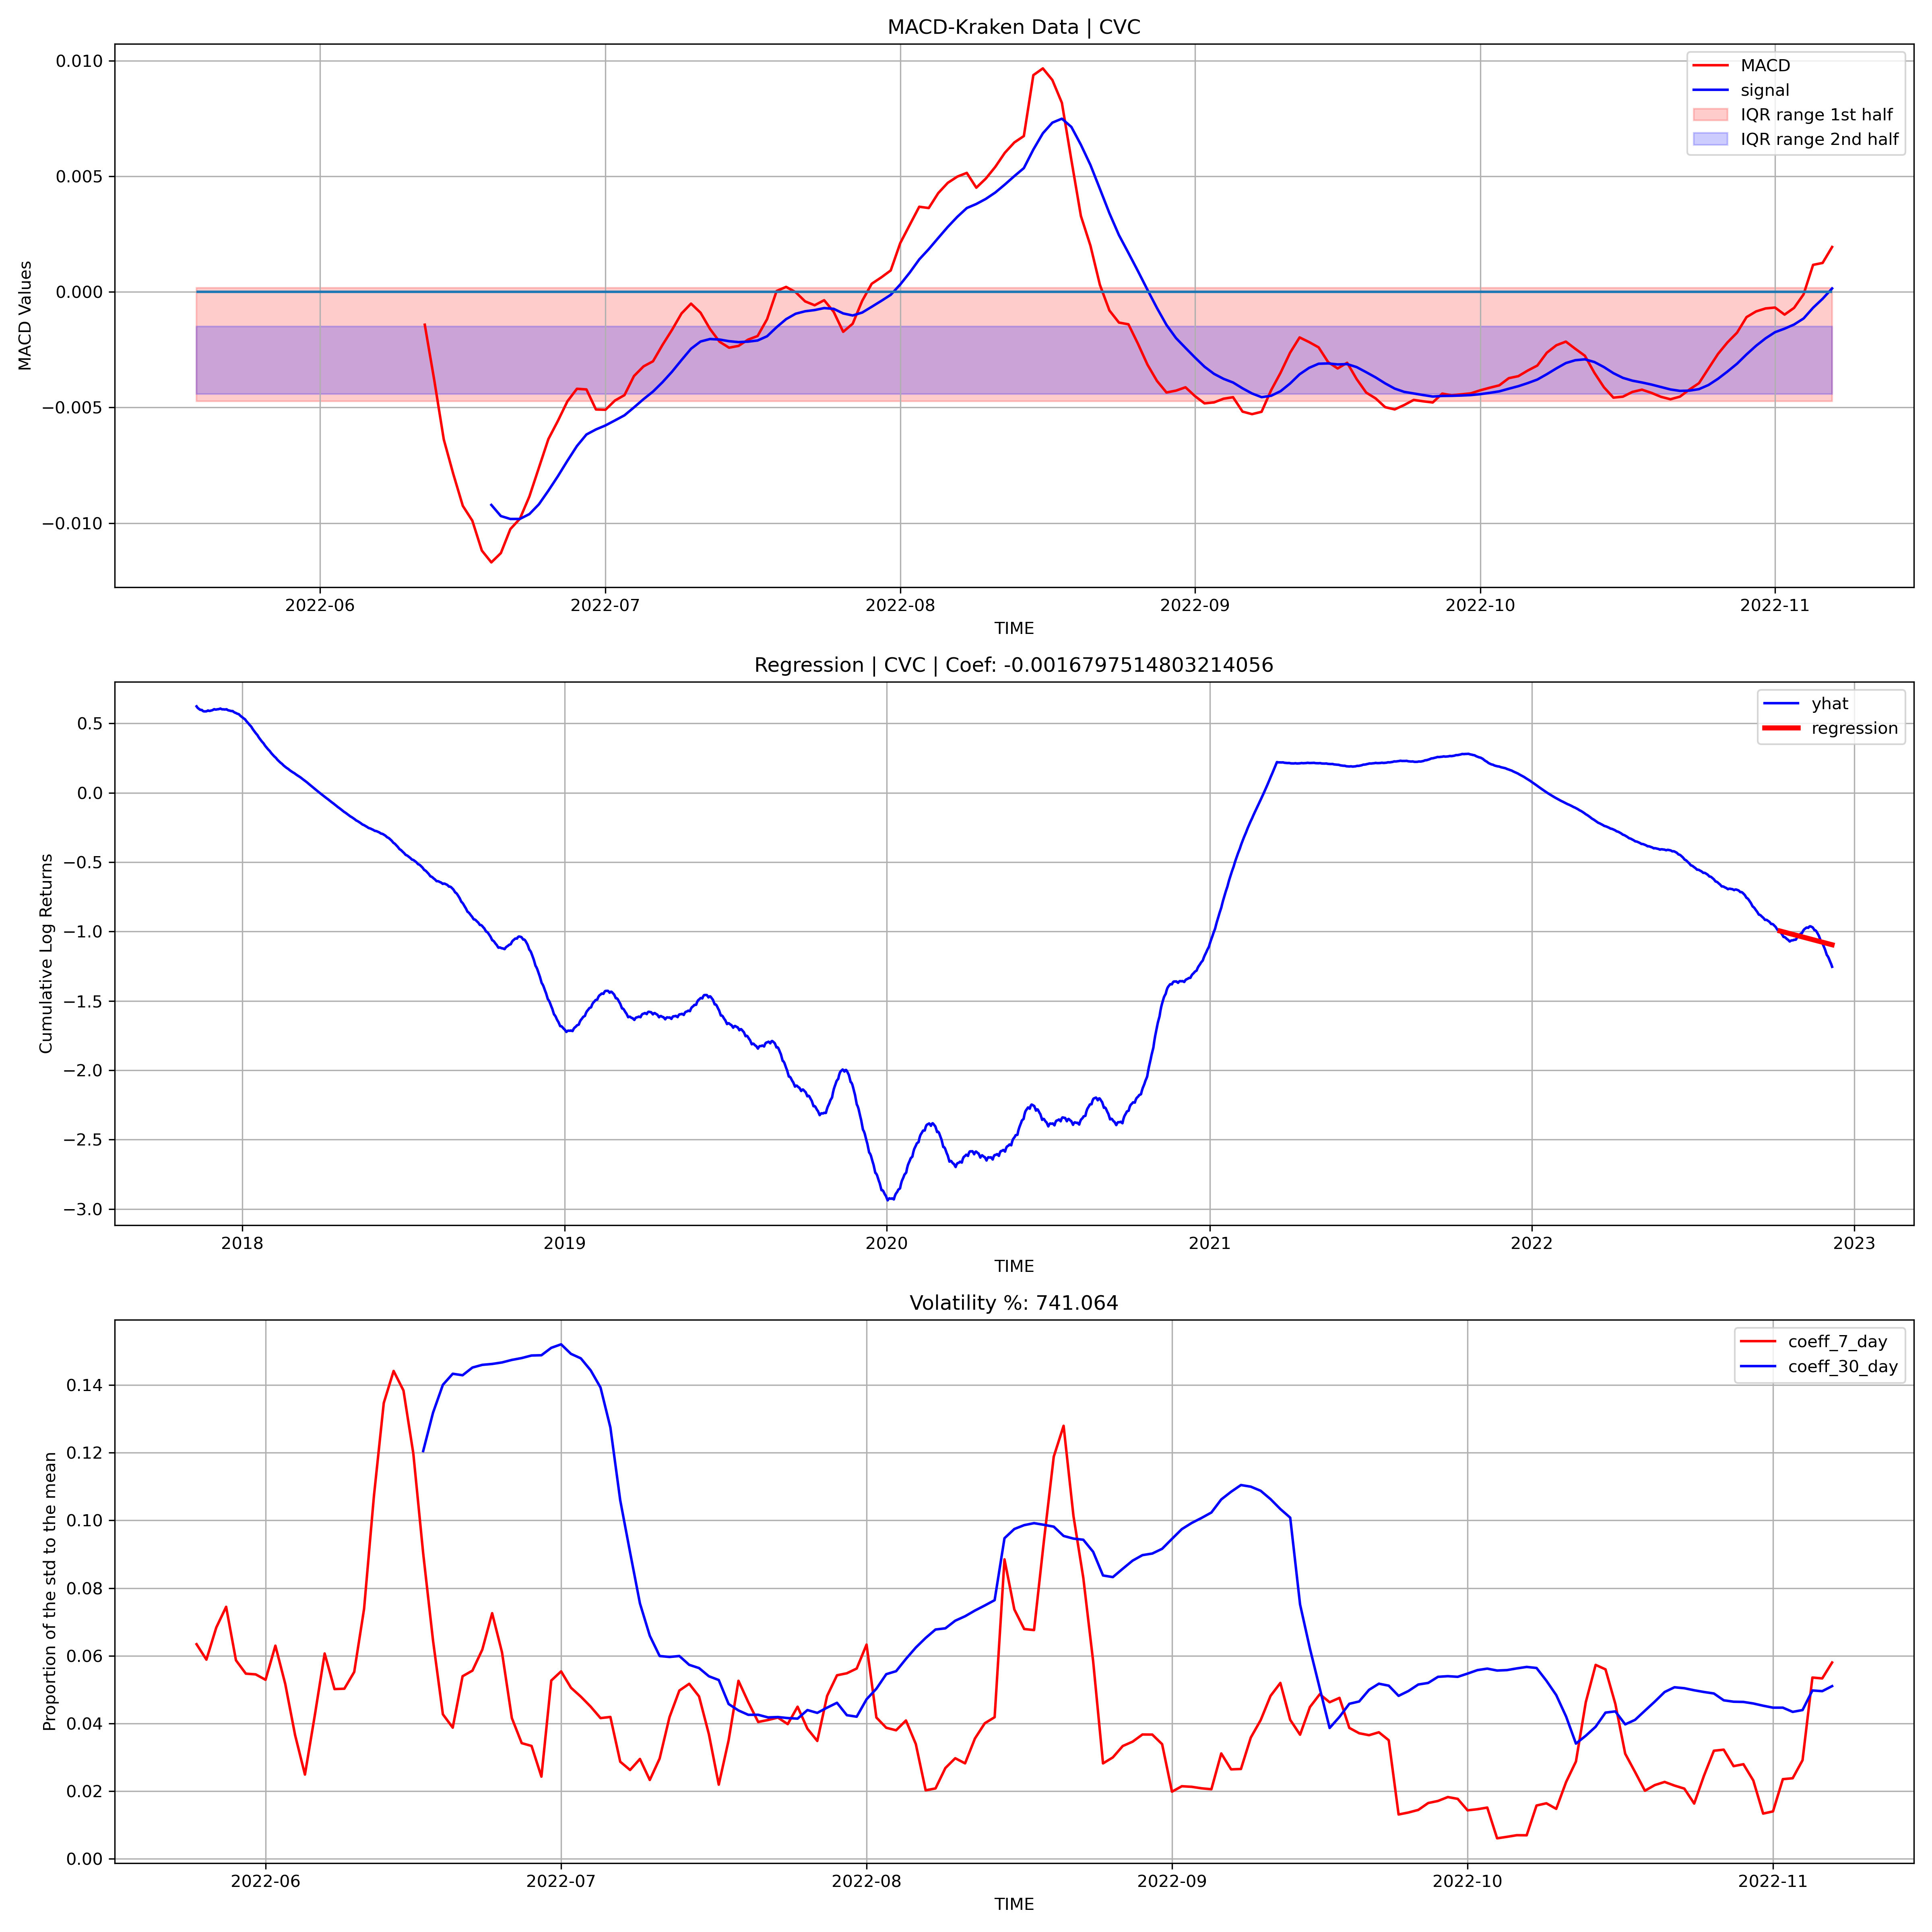 MACD-Kraken Data | CVC
MACD
signal
IQR range 1st half
IQR range 2nd half
MACD Values
0.010
0.005
0.000
−0.005
−0.010
2022-06
2022-07
2022-08
2022-09
2022-10
2022-11
TIME
Regression | CVC | Coef: -0.0016797514803214056
yhat
regression
Cumulative Log Returns
0.5
0.0
−0.5
−1.0
−1.5
−2.0
−2.5
−3.0
2018
2019
2020
2021
2022
2023
TIME
Volatility %: 741.064
coeff_7_day
coeff_30_day
Proportion of the std to the mean
0.14
0.12
0.10
0.08
0.06
0.04
0.02
0.00
2022-06
2022-07
2022-08
2022-09
2022-10
2022-11
TIME